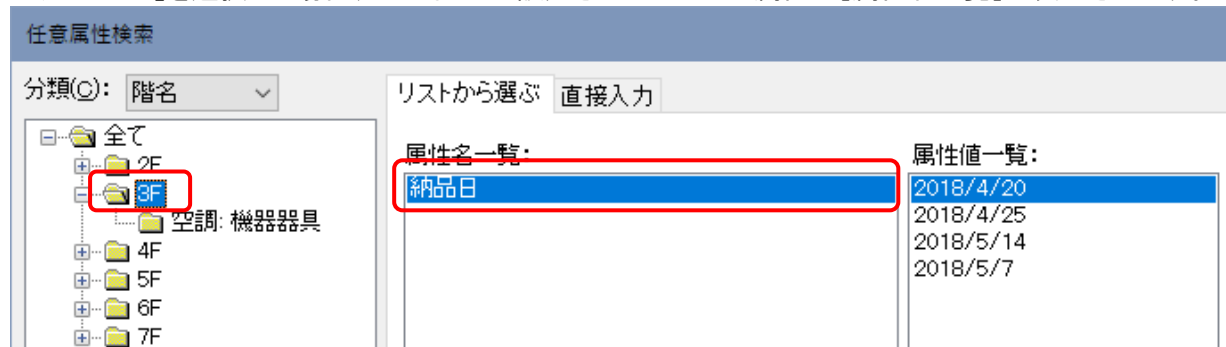 任意属性検索
分類(C): 階名
リストから選ぶ 直接入力
全て
2F
3F
空調: 機器器具
4F
5F
6F
7F
属性名一覧:
納品日
属性値一覧:
2018/4/20
2018/4/25
2018/5/14
2018/5/7